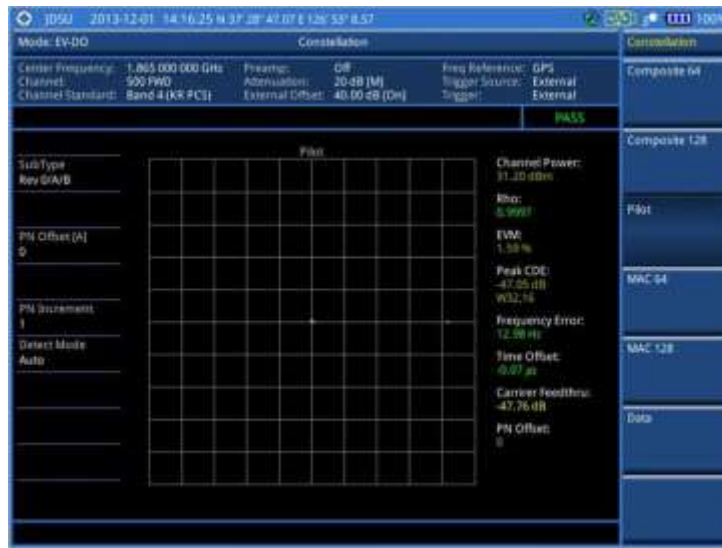 JDSU 2013-12-01 14:16:25 N 37° 28' 47.07 E 126° 53' 8.57 100%
Mode: EV-DO Constellation Constellation
Center Frequency: 1.865 000 000 GHz Preamp: Off Freq Reference: GPS
Channel: 500 FWD Attenuation: 20 dB [M] Trigger Source: External
Channel Standard: Band 4 (KR PCS) External Offset: 40.00 dB [On] Trigger: External
PASS
Composite 64
Composite 128
Pilot
MAC 64
MAC 128
Data
Pilot
SubType
Rev 0/A/B
PN Offset [A]
0
PN Increment
1
Detect Mode
Auto
Channel Power:
31.20 dBm
Rho:
0.9997
EVM:
1.59 %
Peak CDE:
-47.05 dB
W32,16
Frequency Error:
12.98 Hz
Time Offset:
-0.07 µs
Carrier Feedthru:
-47.76 dB
PN Offset:
0